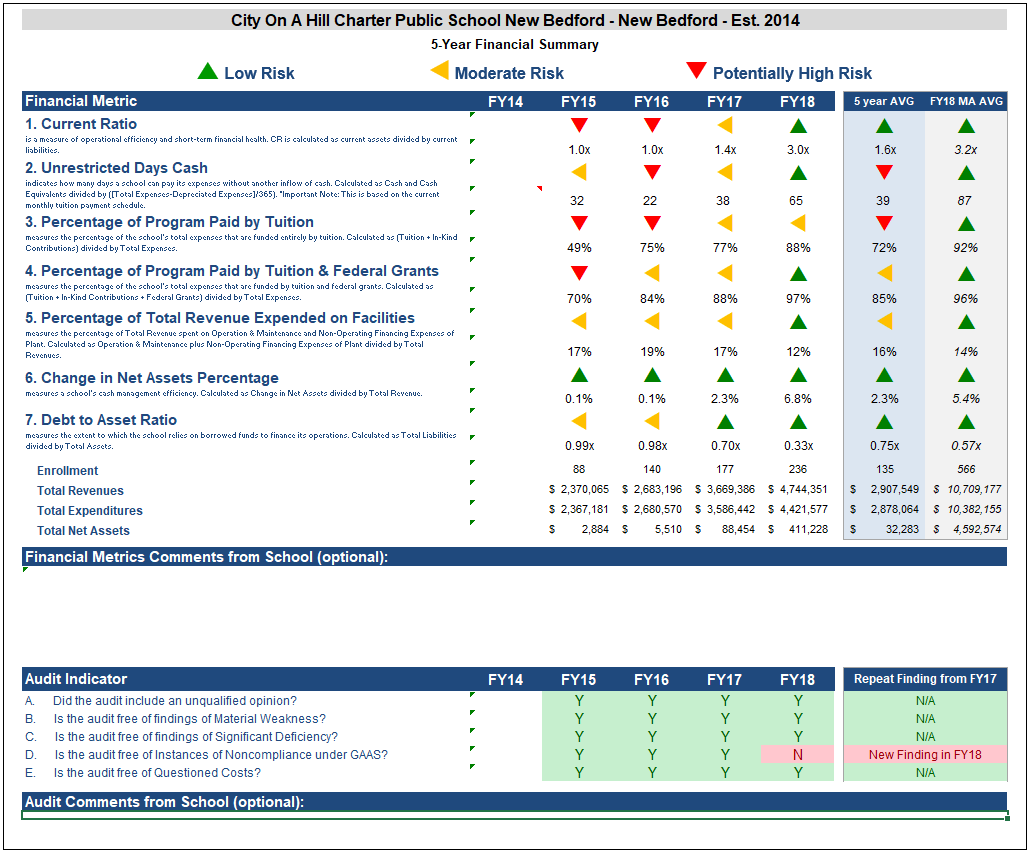 City On A Hill Charter Public School New Bedford - New Bedford - Est. 2014
5-Year Financial Summary
Low Risk Moderate Risk Potentially High Risk
Financial Metric FY14 FY15 FY16 FY17 FY18 5 year AVG FY18 MA AVG
1. Current Ratio
is a measure of operational efficiency and short-term financial health. CR is calculated as current assets divided by current
liabilities.
1.0x 1.0x 1.4x 3.0x 1.6x 3.2x
2. Unrestricted Days Cash
indicates how many days a school can pay its expenses without another inflow of cash. Calculated as Cash and Cash
Equivalents divided by ([Total Expenses-Depreciated Expenses]/365). *Important Note: This is based on the current
monthly tuition payment schedule.
32 22 38 65 39 87
3. Percentage of Program Paid by Tuition
measures the percentage of the school's total expenses that are funded entirely by tuition. Calculated as (Tuition + In-Kind
Contributions) divided by Total Expenses.
49% 75% 77% 88% 72% 92%
4. Percentage of Program Paid by Tuition & Federal Grants
measures the percentage of the school's total expenses that are funded by tuition and federal grants. Calculated as
(Tuition + In-Kind Contributions + Federal Grants) divided by Total Expenses.
70% 84% 88% 97% 85% 96%
5. Percentage of Total Revenue Expended on Facilities
measures the percentage of Total Revenue spent on Operation & Maintenance and Non-Operating Financing Expenses of
Plant. Calculated as Operation & Maintenance plus Non-Operating Financing Expenses of Plant divided by Total
Revenues.
17% 19% 17% 12% 16% 14%
6. Change in Net Assets Percentage
measures a school's cash management efficiency. Calculated as Change in Net Assets divided by Total Revenue.
0.1% 0.1% 2.3% 6.8% 2.3% 5.4%
7. Debt to Asset Ratio
measures the extent to which the school relies on borrowed funds to finance its operations. Calculated as Total Liabilities
divided by Total Assets.
0.99x 0.98x 0.70x 0.33x 0.75x 0.57x
Enrollment 88 140 177 236 135 566
Total Revenues $ 2,370,065 $ 2,683,196 $ 3,669,386 $ 4,744,351 $ 2,907,549 $ 10,709,177
Total Expenditures $ 2,367,181 $ 2,680,570 $ 3,586,442 $ 4,421,577 $ 2,878,064 $ 10,382,155
Total Net Assets $ 2,884 $ 5,510 $ 88,454 $ 411,228 $ 32,283 $ 4,592,574
Financial Metrics Comments from School (optional):
Audit Indicator FY14 FY15 FY16 FY17 FY18 Repeat Finding from FY17
A. Did the audit include an unqualified opinion? Y Y Y Y N/A
B. Is the audit free of findings of Material Weakness? Y Y Y Y N/A
C. Is the audit free of findings of Significant Deficiency? Y Y Y Y N/A
D. Is the audit free of Instances of Noncompliance under GAAS? Y Y Y N New Finding in FY18
E. Is the audit free of Questioned Costs? Y Y Y Y N/A
Audit Comments from School (optional):